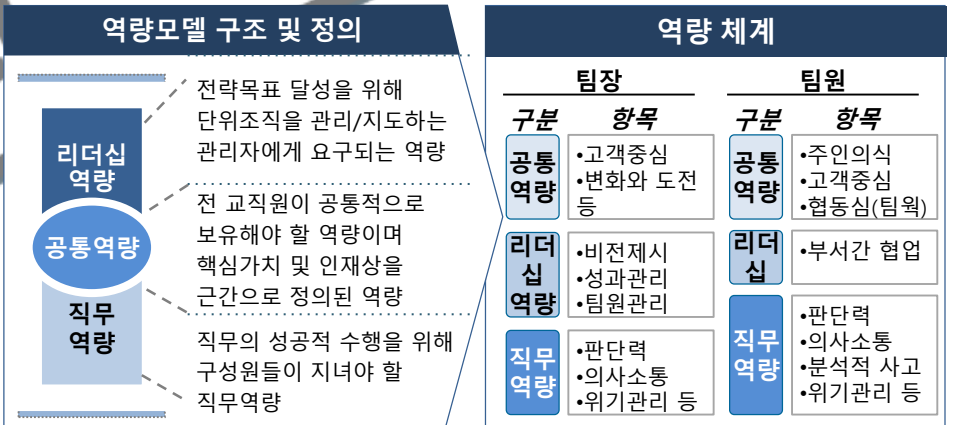 역량모델 구조 및 정의
리더십
역량
공통역량
직무
역량
전략목표 달성을 위해
단위조직을 관리/지도하는
관리자에게 요구되는 역량
전 교직원이 공통적으로
보유해야 할 역량이며
핵심가치 및 인재상을
근간으로 정의된 역량
직무의 성공적 수행을 위해
구성원들이 지녀야 할
직무역량
역량 체계
팀장
구분 항목
공통
역량
•고객중심
•변화와 도전
등
리더
십
역량
•비전제시
•성과관리
•팀원관리
직무
역량
•판단력
•의사소통
•위기관리 등
팀원
구분 항목
공통
역량
•주인의식
•고객중심
•협동심(팀웍)
리더
십
•부서간 협업
직무
역량
•판단력
•의사소통
•분석적 사고
•위기관리 등